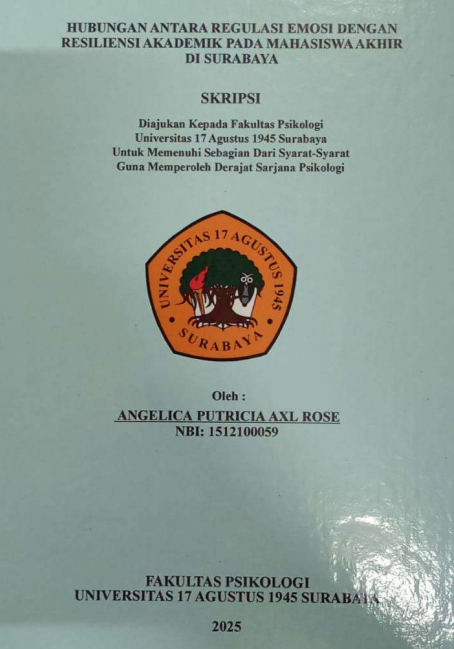 HUBUNGAN ANTARA REGULASI EMOSI DENGAN
RESILIENSI AKADEMIK PADA MAHASISWA AKHIR
DI SURABAYA
SKRIPSI
Diajukan Kepada Fakultas Psikologi
Universitas 17 Agustus 1945 Surabaya
Untuk Memenuhi Sebagian Dari Syarat-Syarat
Guna Memperoleh Derajat Sarjana Psikologi
UNIVERSITAS 17 AGUSTUS 1945
SURABAYA
Oleh :
ANGELICA PUTRICIA AXL ROSE
NBI: 1512100059
FAKULTAS PSIKOLOGI
UNIVERSITAS 17 AGUSTUS 1945 SURABAYA
2025